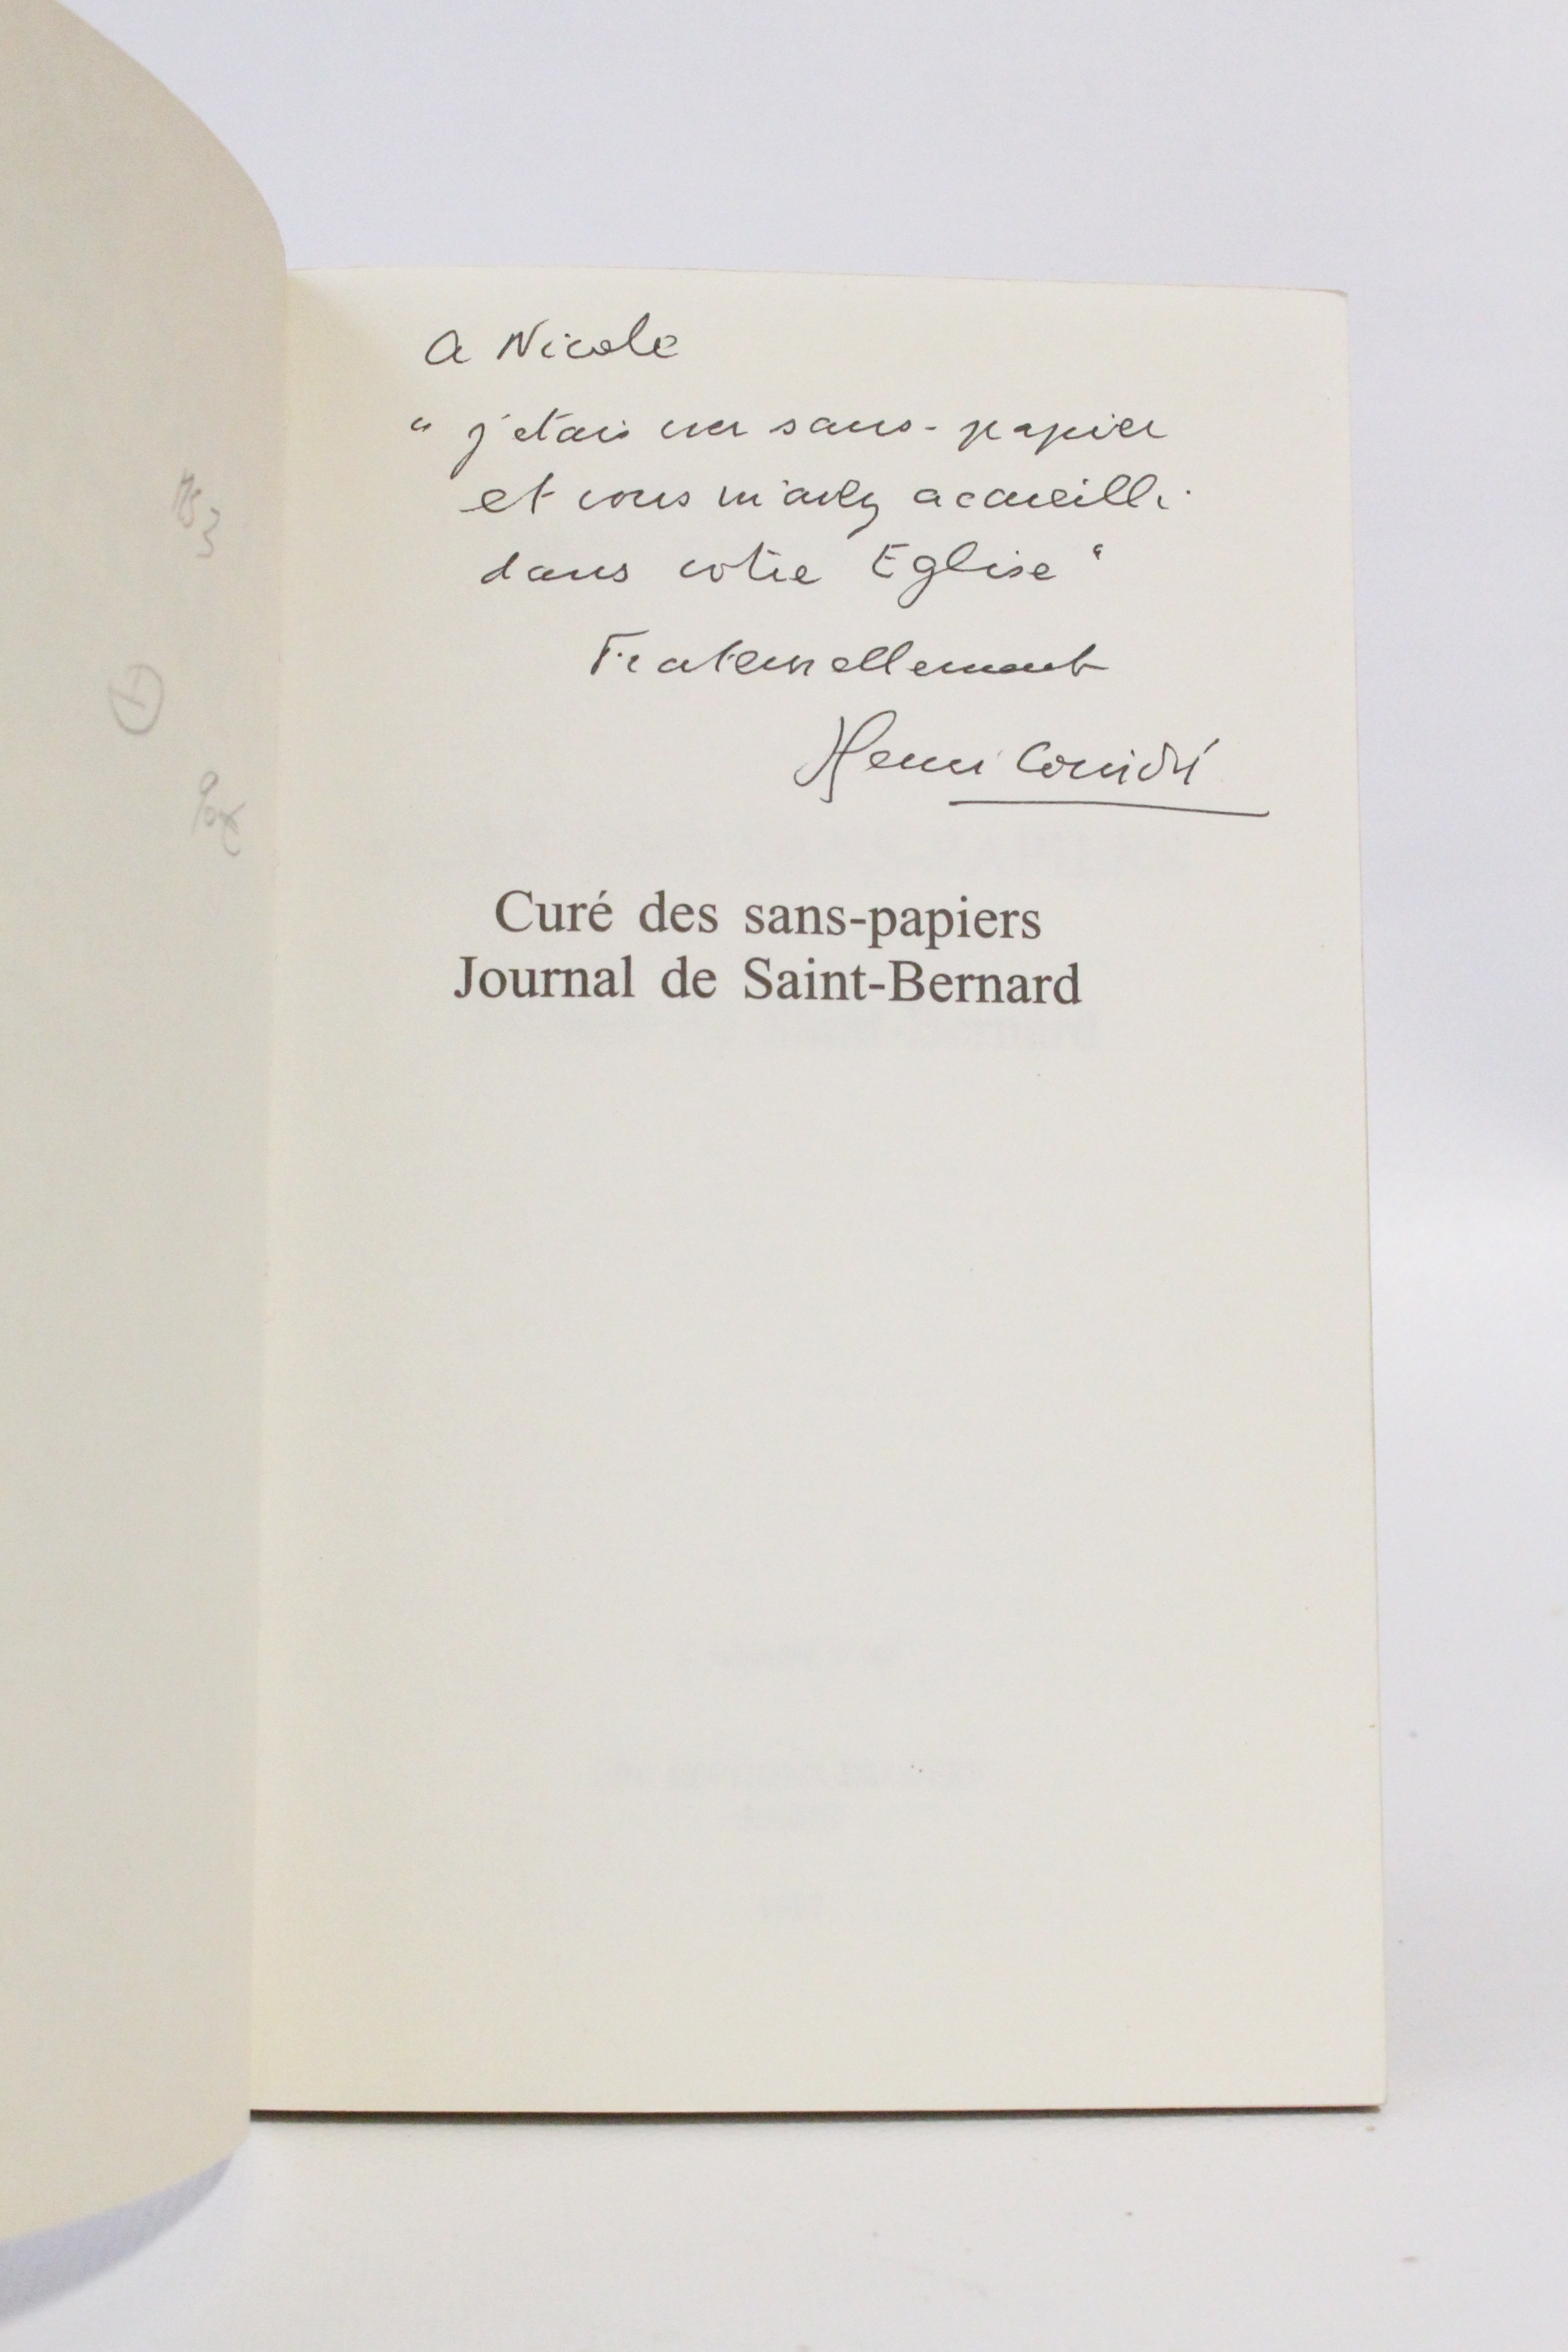 A Nicole
" j'étais un sans-papier
et vous m'avez accueilli
dans votre Eglise "
Fraternellement
Henri Coindé
Curé des sans-papiers
Journal de Saint-Bernard